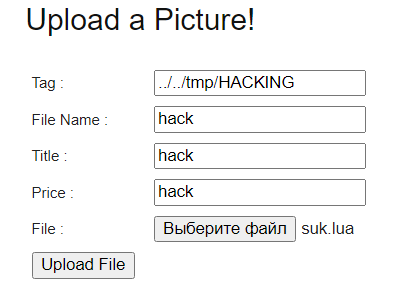 Upload a Picture!
Tag : ../../tmp/HACKING
File Name : hack
Title : hack
Price : hack
File : Выберите файл suk.lua
Upload File